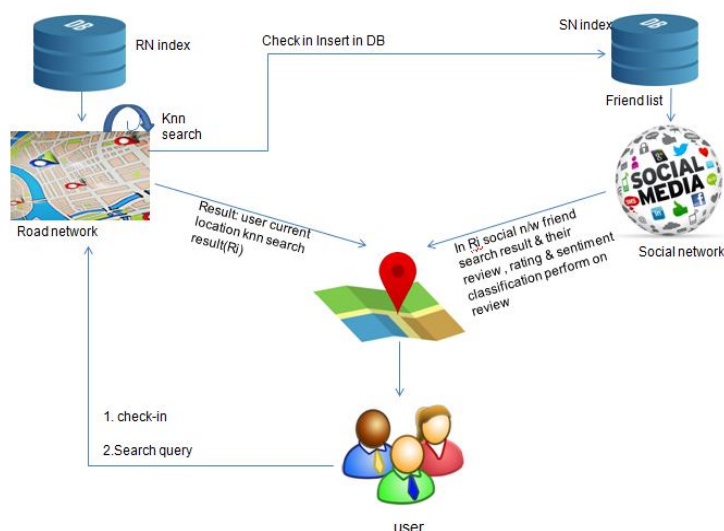 DB
RN index
Check in Insert in DB
SN index
DB
Friend list
Knn
search
SOCIAL
MEDIA
SMS
Road network
Result: user current
location knn search
result(Ri)
In Ri social n/w friend
search result & their
review , rating & sentiment
classification perform on
review
Social network
1. check-in
2.Search query
user